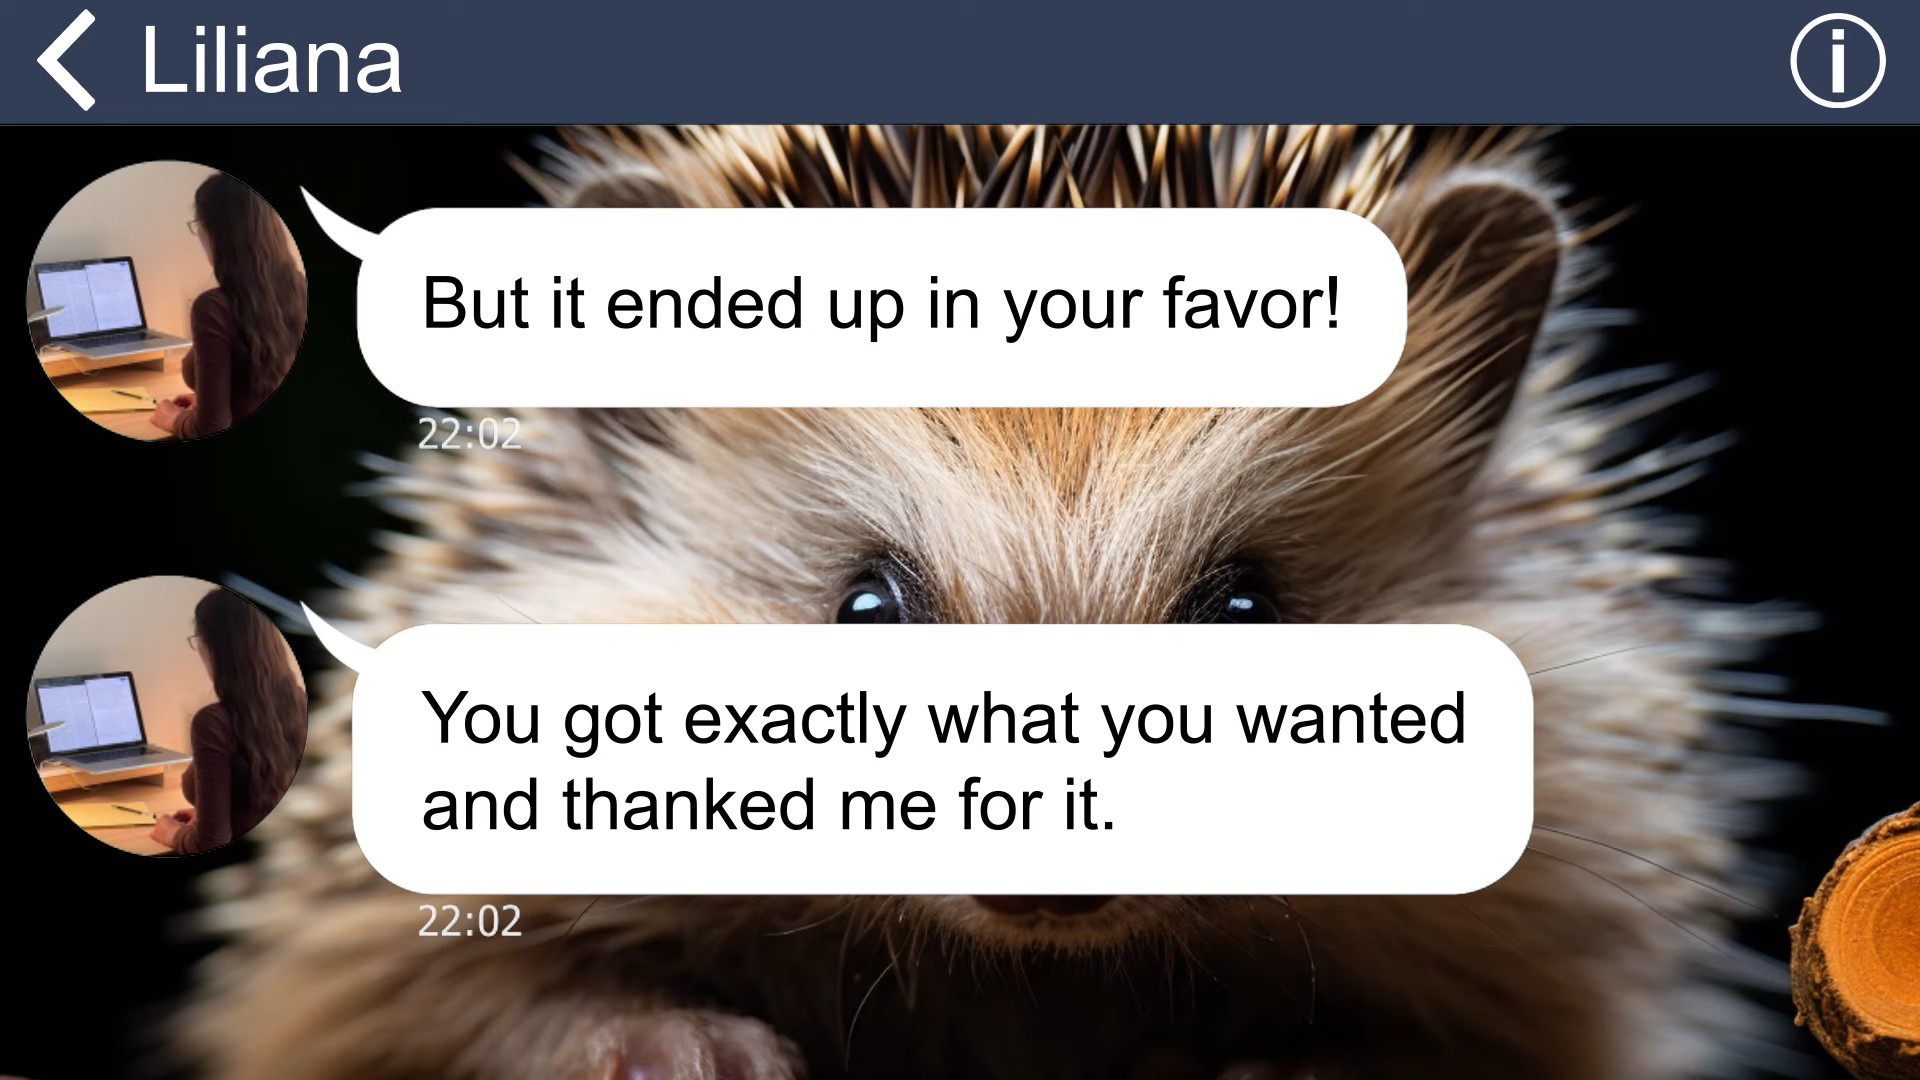 Liliana
But it ended up in your favor!
22:02
You got exactly what you wanted
and thanked me for it.
22:02